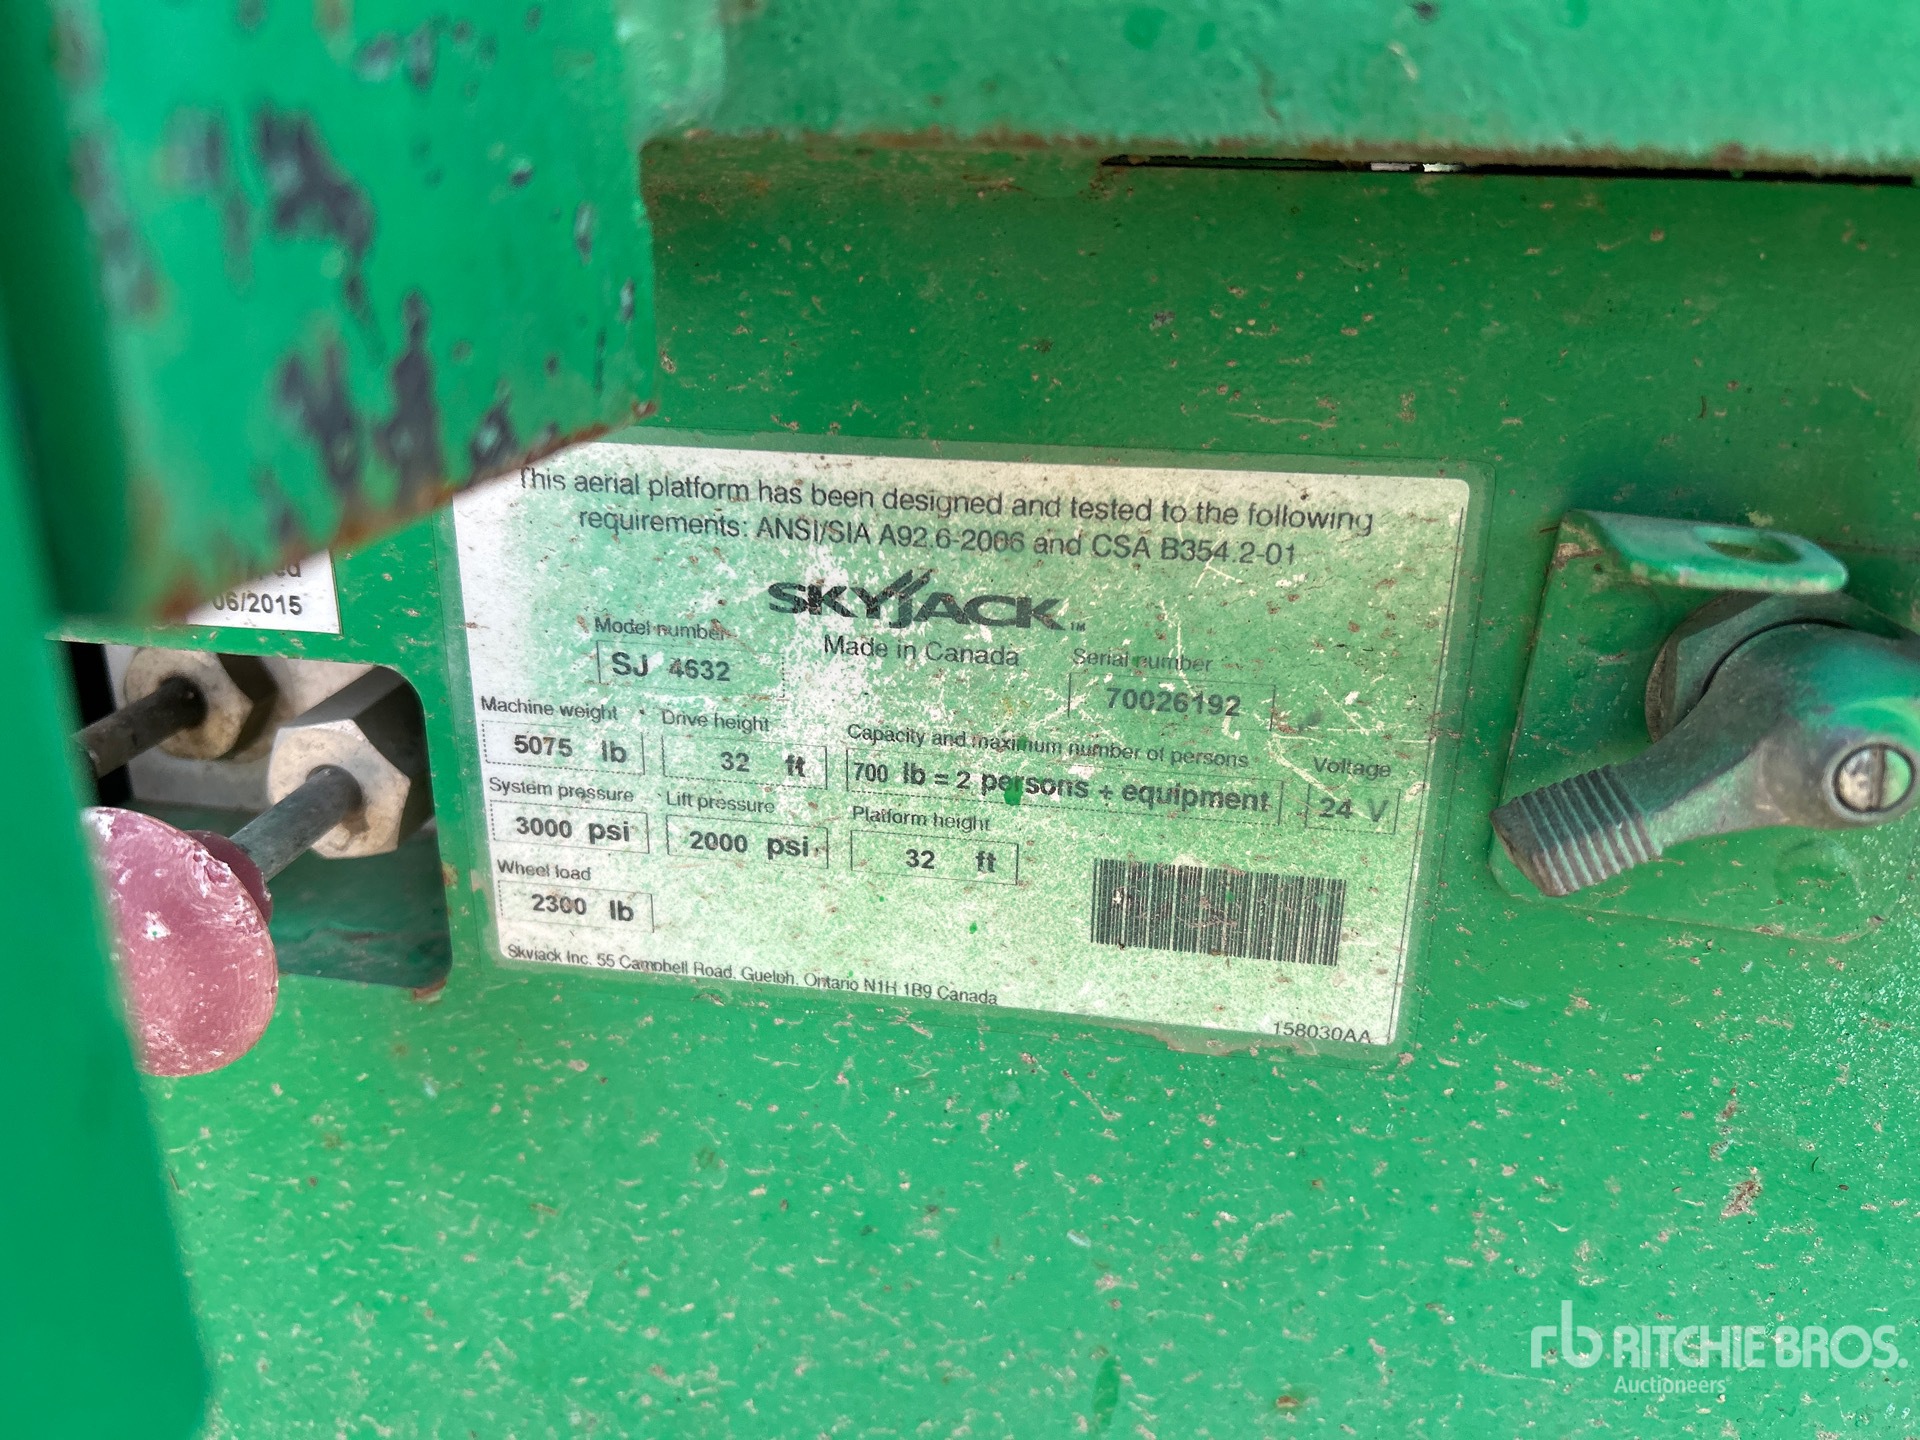 This aerial platform has been designed and tested to the following
requirements: ANSI/SIA A92.6-2006 and CSA B354.2-01
SKYJACK™
Made in Canada
Model number
SJ 4632
Serial number
70026192
Machine weight
5075 lb
Drive height
32 ft
Capacity and maximum number of persons
700 lb = 2 persons + equipment
Voltage
24 V
System pressure
3000 psi
Lift pressure
2000 psi
Platform height
32 ft
Wheel load
2300 lb
Skyjack Inc. 55 Campbell Road, Guelph, Ontario N1H 1B9 Canada
158030AA
06/2015
rb RITCHIE BROS.
Auctioneers